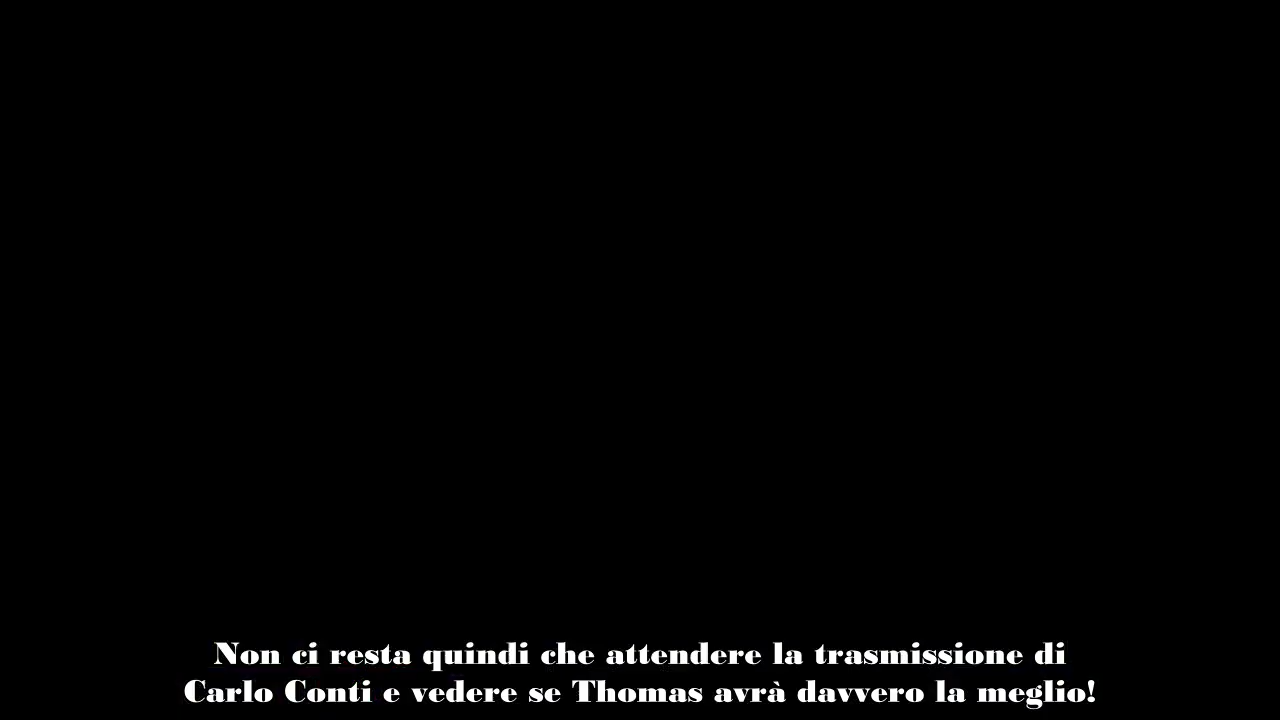 Non ci resta quindi che attendere la trasmissione di
Carlo Conti e vedere se Thomas avrà davvero la meglio!